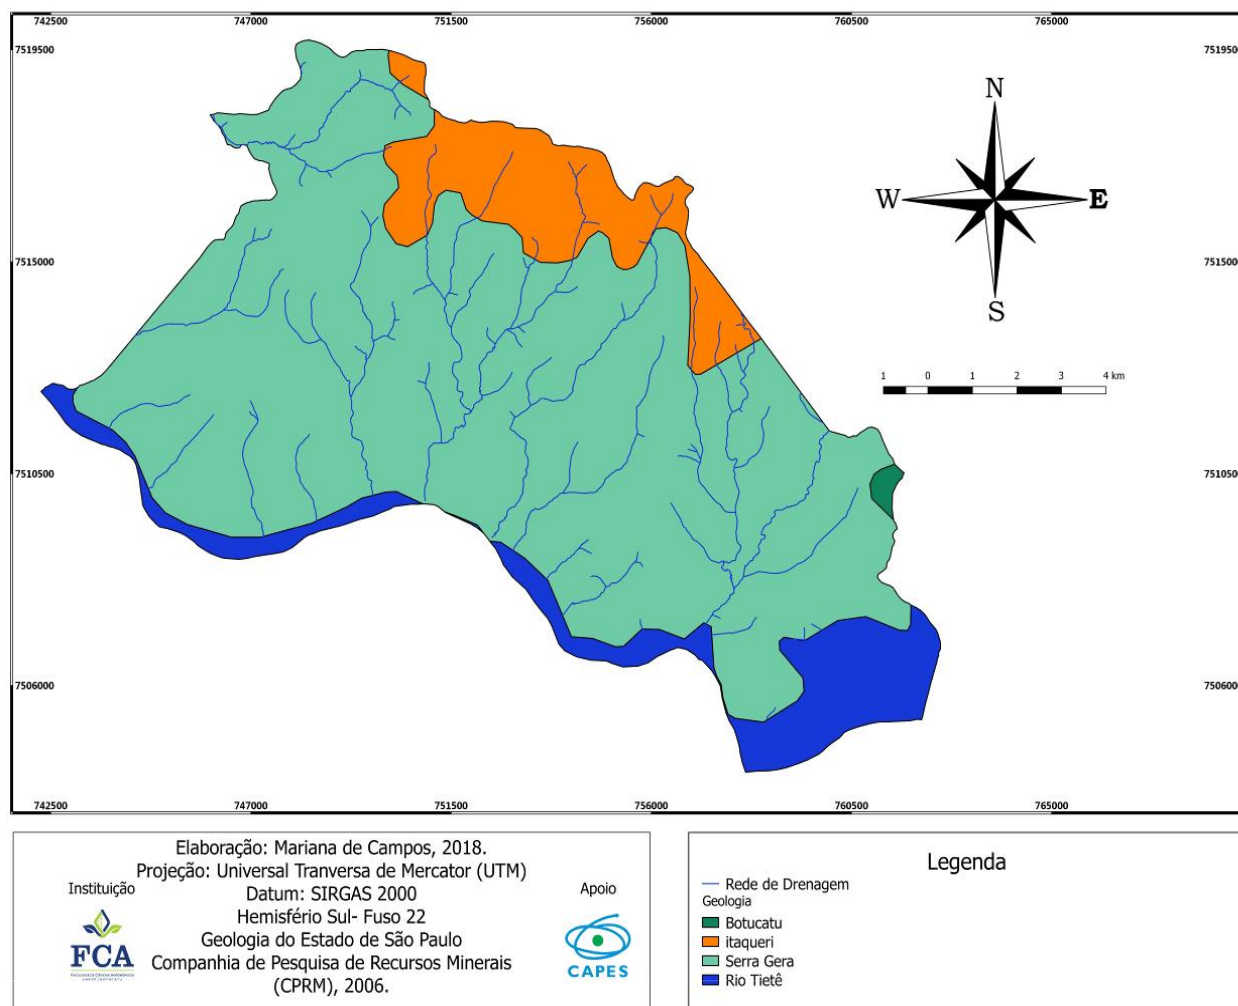 742500 747000 751500 756000 760500 765000
7519500 7519500
N
W E
S
7515000 7515000
1 0 1 2 3 4 km
7510500 7510500
7506000 7506000
742500 747000 751500 756000 760500 765000
Elaboração: Mariana de Campos, 2018.
Projeção: Universal Tranversa de Mercator (UTM)
Instituição Datum: SIRGAS 2000 Apoio
Hemisfério Sul- Fuso 22
Geologia do Estado de São Paulo
Companhia de Pesquisa de Recursos Minerais
(CPRM), 2006.
FCA
CAPES
Legenda
Rede de Drenagem
Geologia
Botucatu
itaqueri
Serra Gera
Rio Tietê